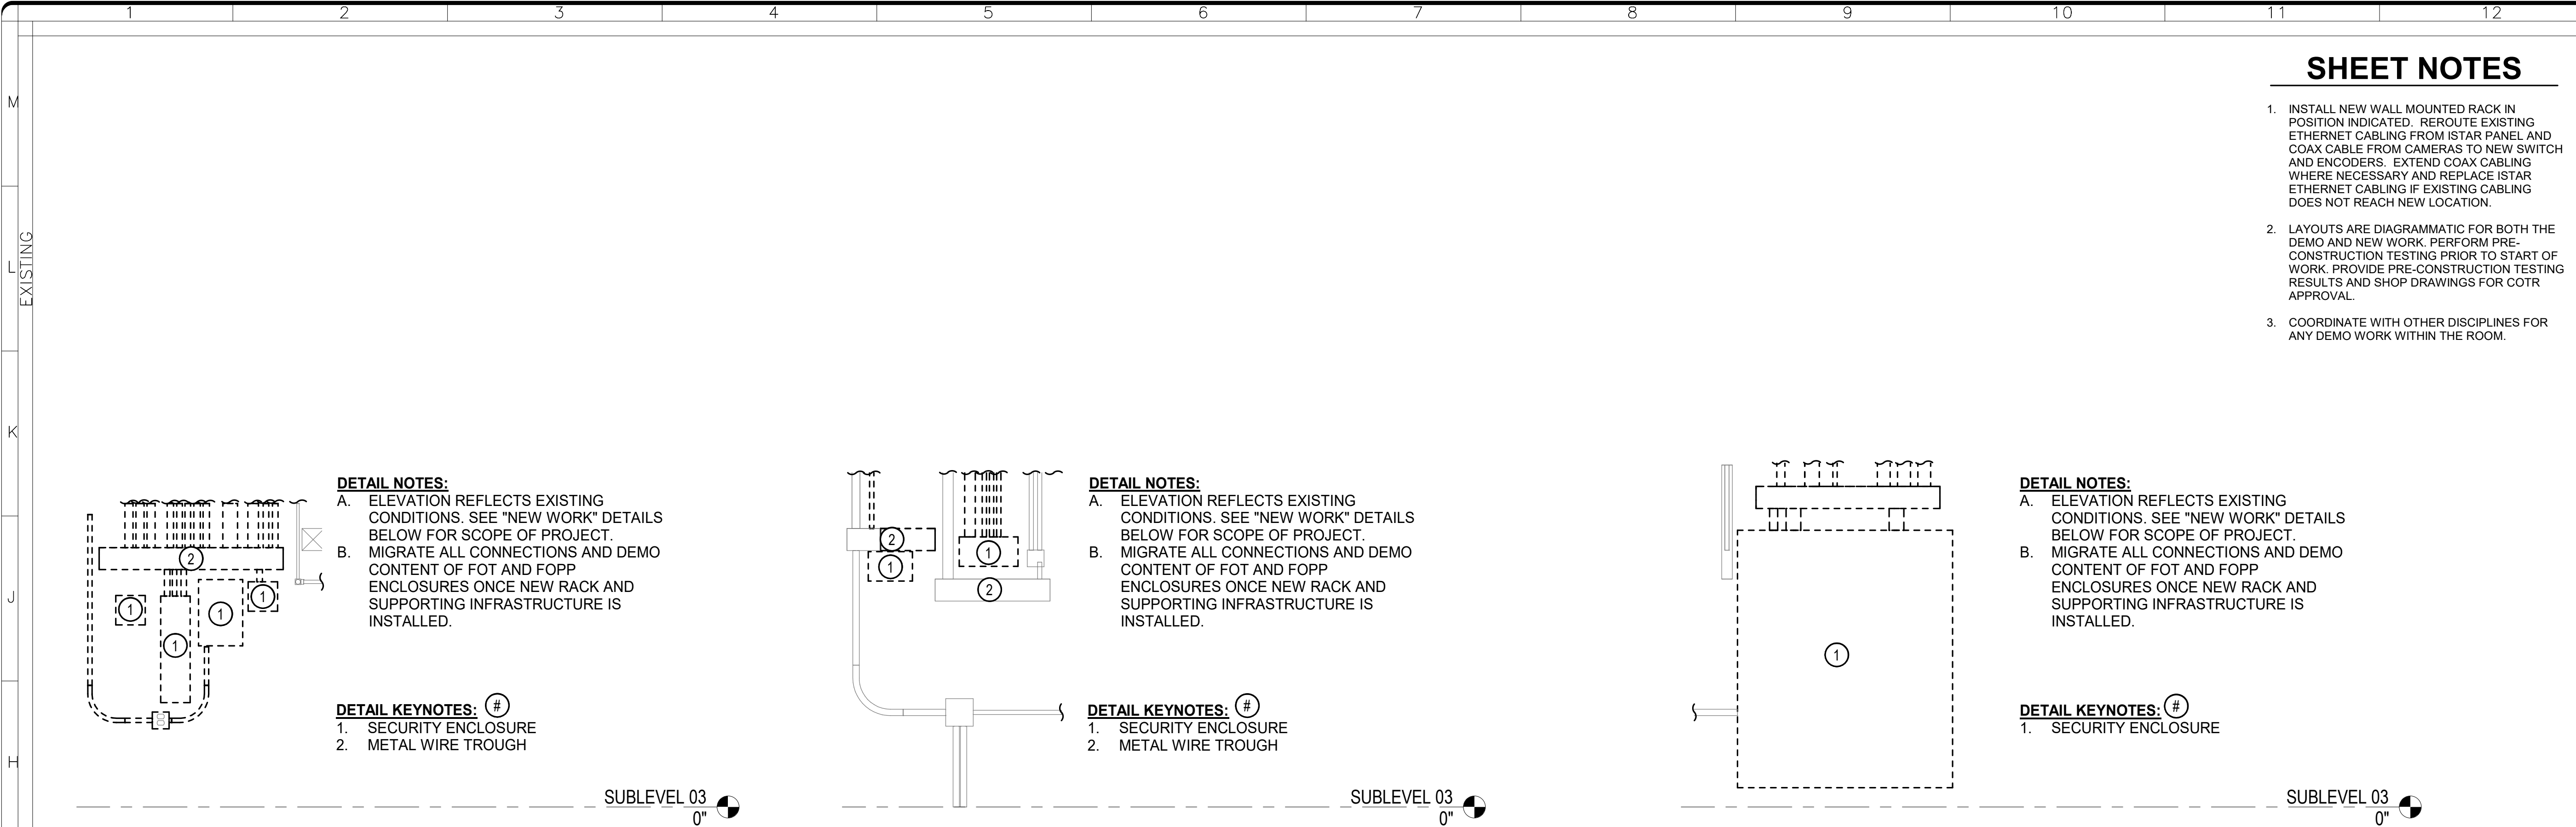 1 2 3 4 5 6 7 8 9 10 11 12
M
L
K
J
H
EXISTING
SHEET NOTES
1. INSTALL NEW WALL MOUNTED RACK IN
POSITION INDICATED. REROUTE EXISTING
ETHERNET CABLING FROM ISTAR PANEL AND
COAX CABLE FROM CAMERAS TO NEW SWITCH
AND ENCODERS. EXTEND COAX CABLING
WHERE NECESSARY AND REPLACE ISTAR
ETHERNET CABLING IF EXISTING CABLING
DOES NOT REACH NEW LOCATION.
2. LAYOUTS ARE DIAGRAMMATIC FOR BOTH THE
DEMO AND NEW WORK. PERFORM PRE-
CONSTRUCTION TESTING PRIOR TO START OF
WORK. PROVIDE PRE-CONSTRUCTION TESTING
RESULTS AND SHOP DRAWINGS FOR COTR
APPROVAL.
3. COORDINATE WITH OTHER DISCIPLINES FOR
ANY DEMO WORK WITHIN THE ROOM.
2
1
1
1
1
DETAIL NOTES:
A. ELEVATION REFLECTS EXISTING
CONDITIONS. SEE "NEW WORK" DETAILS
BELOW FOR SCOPE OF PROJECT.
B. MIGRATE ALL CONNECTIONS AND DEMO
CONTENT OF FOT AND FOPP
ENCLOSURES ONCE NEW RACK AND
SUPPORTING INFRASTRUCTURE IS
INSTALLED.
DETAIL KEYNOTES: #
1. SECURITY ENCLOSURE
2. METAL WIRE TROUGH
SUBLEVEL 03
0"
2
1
1
2
DETAIL NOTES:
A. ELEVATION REFLECTS EXISTING
CONDITIONS. SEE "NEW WORK" DETAILS
BELOW FOR SCOPE OF PROJECT.
B. MIGRATE ALL CONNECTIONS AND DEMO
CONTENT OF FOT AND FOPP
ENCLOSURES ONCE NEW RACK AND
SUPPORTING INFRASTRUCTURE IS
INSTALLED.
DETAIL KEYNOTES: #
1. SECURITY ENCLOSURE
2. METAL WIRE TROUGH
SUBLEVEL 03
0"
1
DETAIL NOTES:
A. ELEVATION REFLECTS EXISTING
CONDITIONS. SEE "NEW WORK" DETAILS
BELOW FOR SCOPE OF PROJECT.
B. MIGRATE ALL CONNECTIONS AND DEMO
CONTENT OF FOT AND FOPP
ENCLOSURES ONCE NEW RACK AND
SUPPORTING INFRASTRUCTURE IS
INSTALLED.
DETAIL KEYNOTES: #
1. SECURITY ENCLOSURE
SUBLEVEL 03
0"